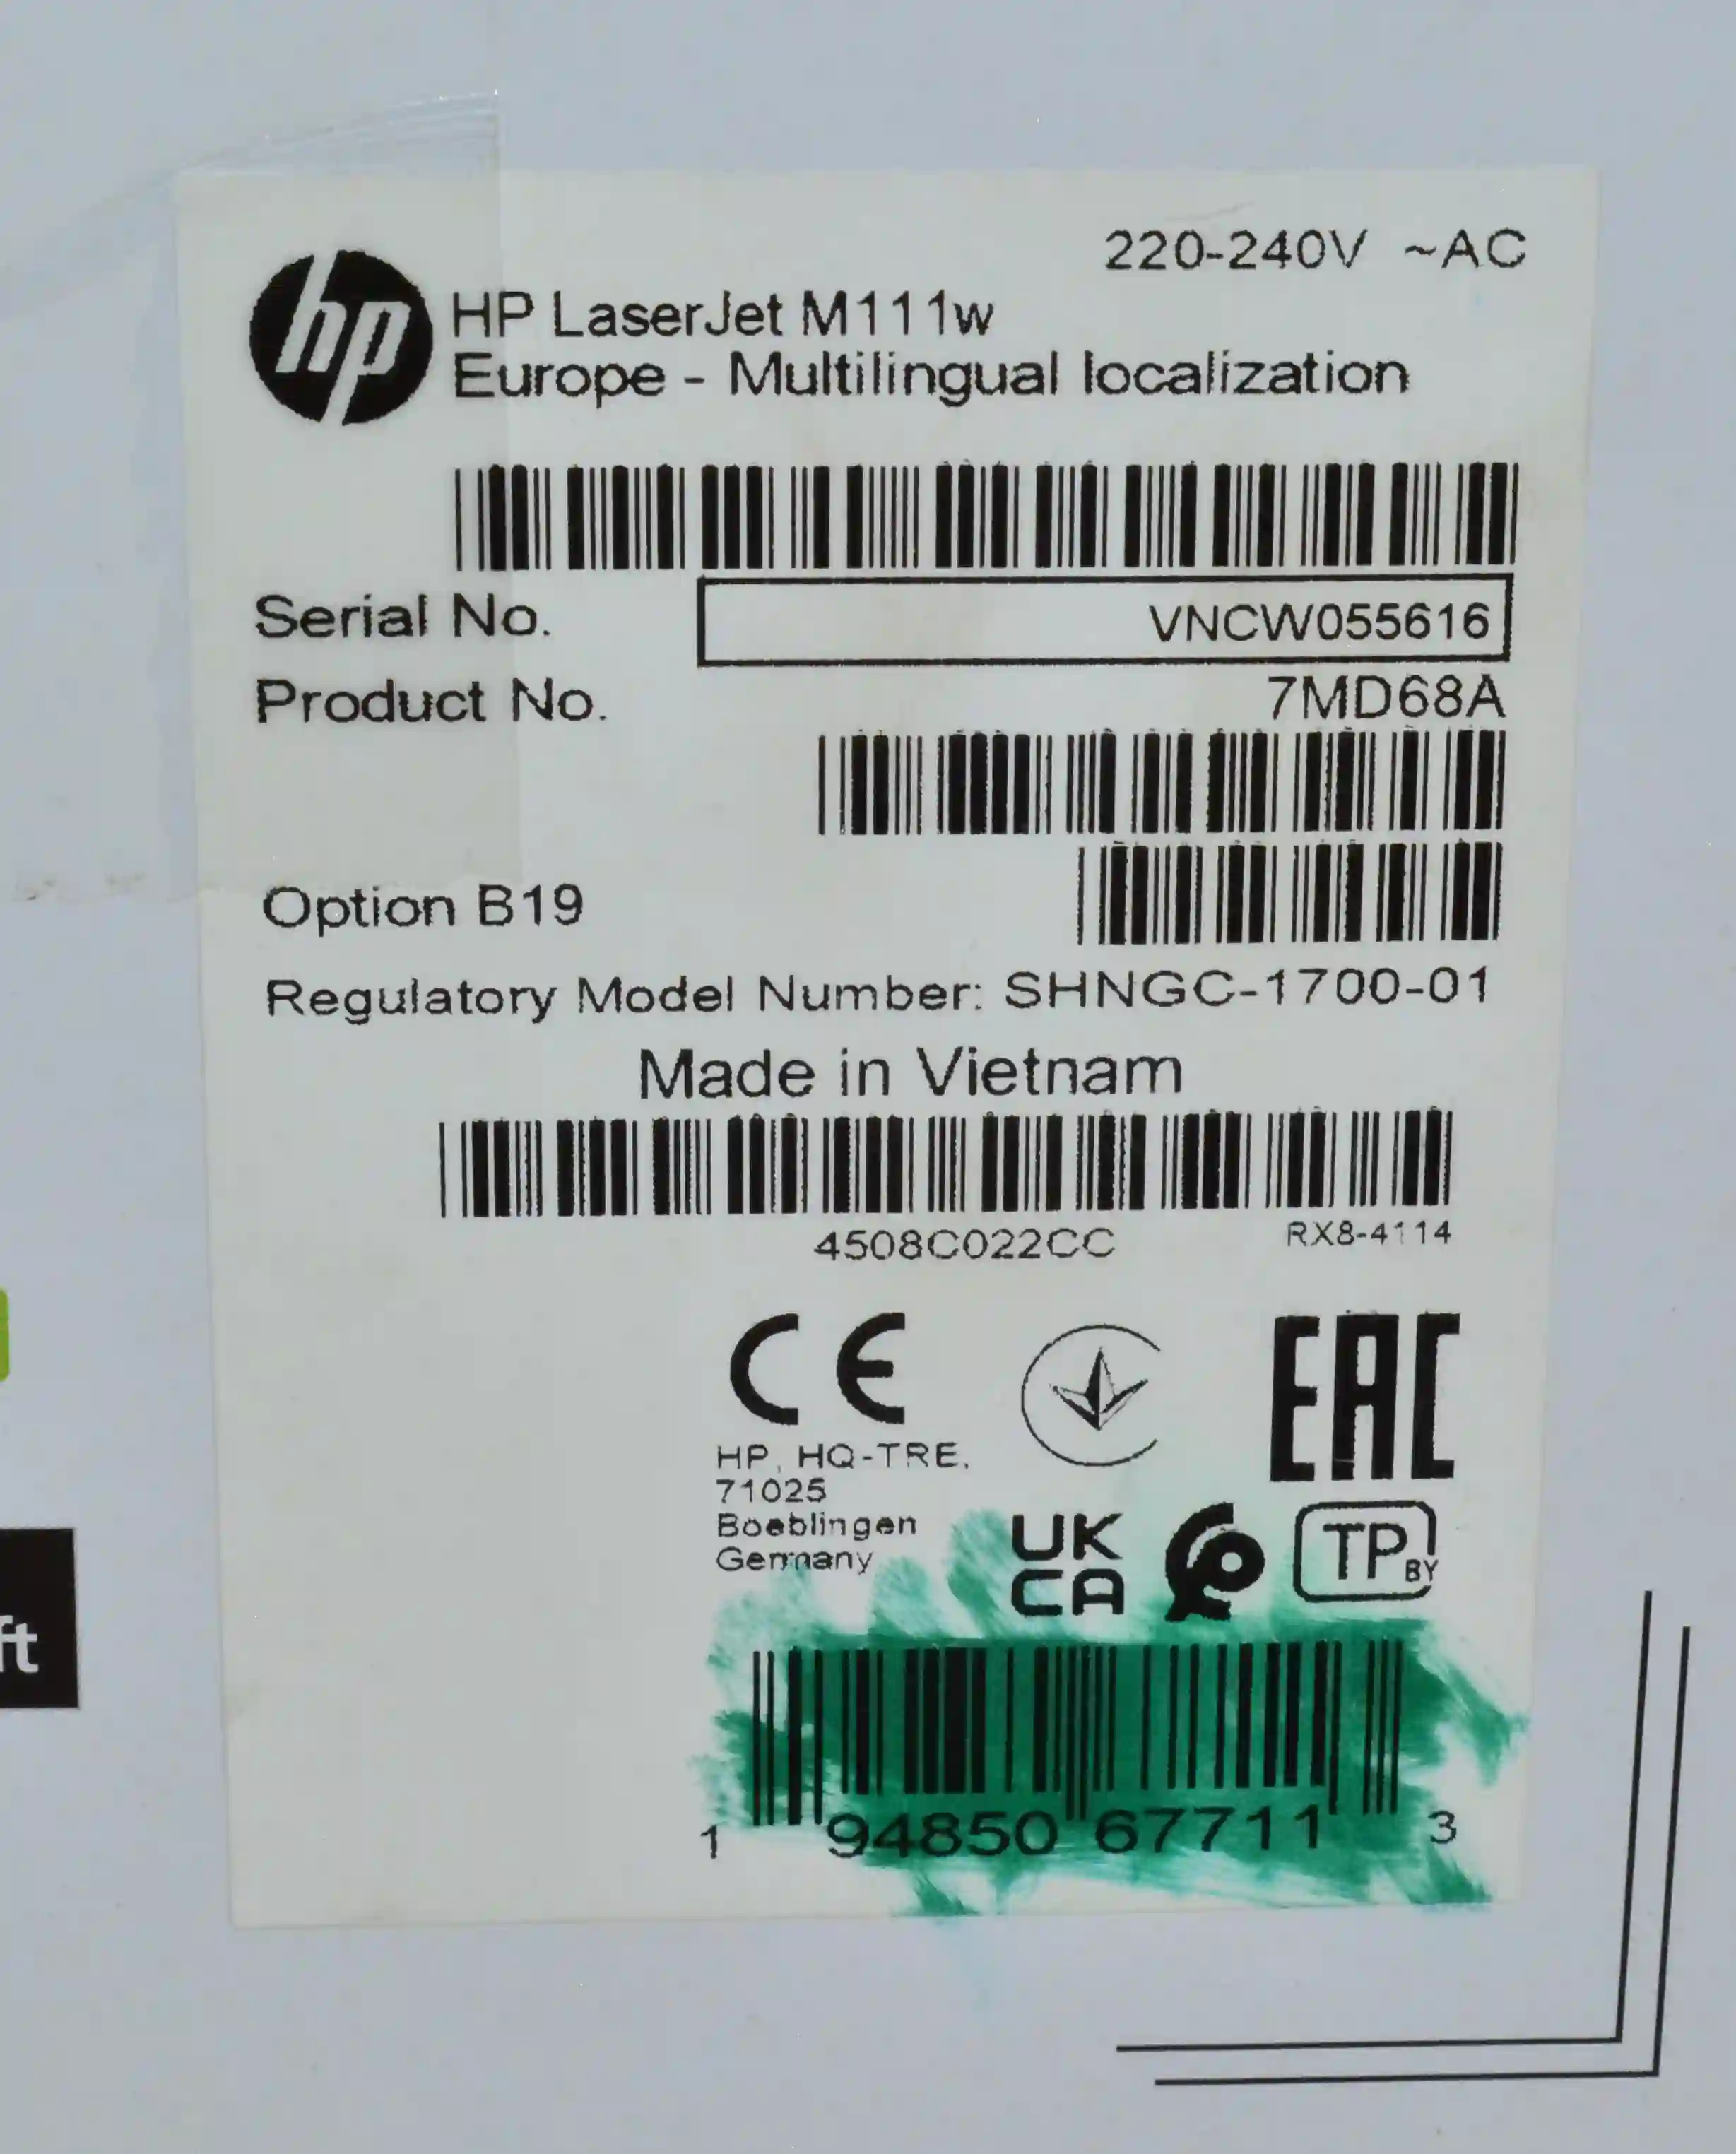 220-240V ~AC
hp
HP LaserJet M111w
Europe - Multilingual localization
Serial No. VNCW055616
Product No. 7MD68A
Option B19
Regulatory Model Number: SHNGC-1700-01
Made in Vietnam
4508C022CC RX8-4114
CE
EAC
HP, HQ-TRE,
71025
Boeblingen
Germany
UK
CA
TP BY
1 94850 67711 3
ft